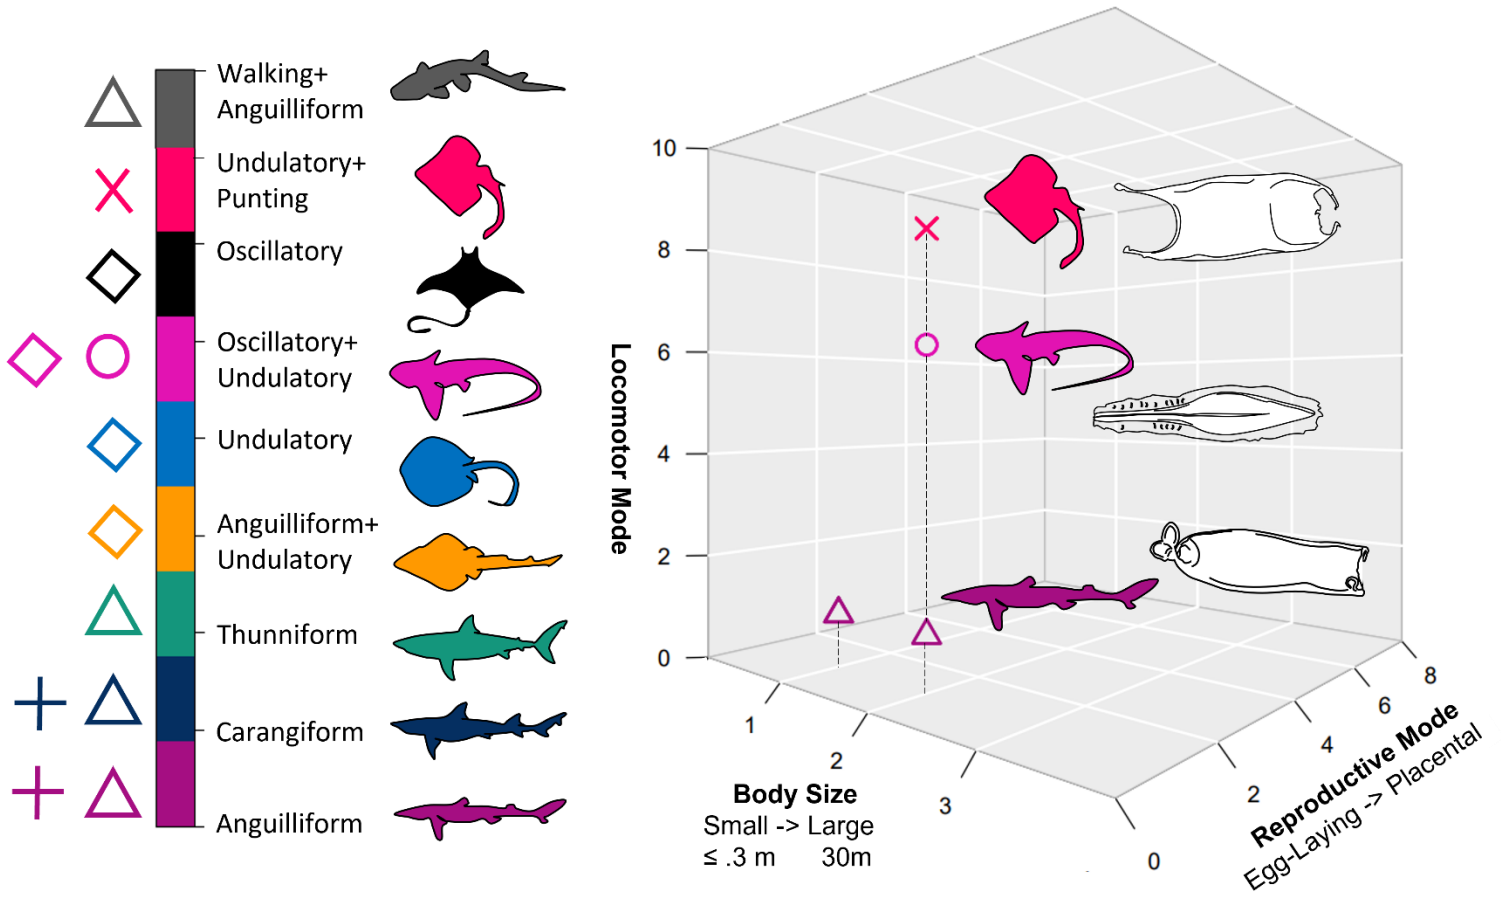 Walking+
Anguilliform
Undulatory+
Punting
Oscillatory
Oscillatory+
Undulatory
Undulatory
Anguilliform+
Undulatory
Thunniform
Carangiform
Anguilliform
Locomotor Mode
10
8
6
4
2
0
1
2
3
Body Size
Small -> Large
≤ .3 m 30m
0
2
4
6
8
Reproductive Mode
Egg-Laying -> Placental